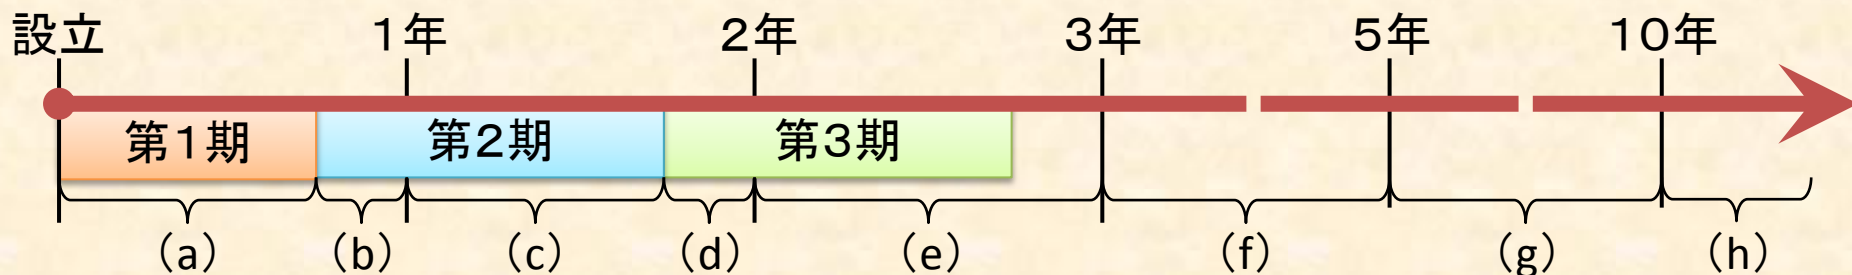 設立 1年 2年 3年 5年 10年
第1期 第2期 第3期
(a) (b) (c) (d) (e) (f) (g) (h)